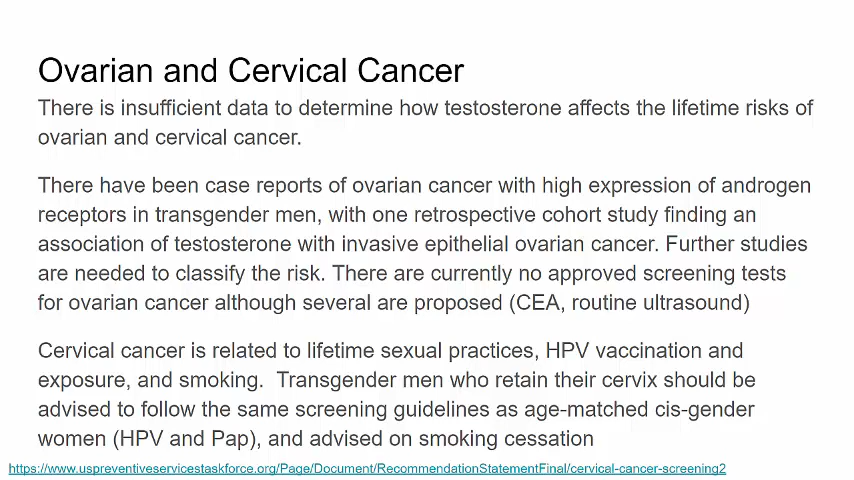 Ovarian and Cervical Cancer
There is insufficient data to determine how testosterone affects the lifetime risks of
ovarian and cervical cancer.
There have been case reports of ovarian cancer with high expression of androgen
receptors in transgender men, with one retrospective cohort study finding an
association of testosterone with invasive epithelial ovarian cancer. Further studies
are needed to classify the risk. There are currently no approved screening tests
for ovarian cancer although several are proposed (CEA, routine ultrasound)
Cervical cancer is related to lifetime sexual practices, HPV vaccination and
exposure, and smoking.  Transgender men who retain their cervix should be
advised to follow the same screening guidelines as age-matched cis-gender
women (HPV and Pap), and advised on smoking cessation
https://www.uspreventiveservicestaskforce.org/Page/Document/RecommendationStatementFinal/cervical-cancer-screening2